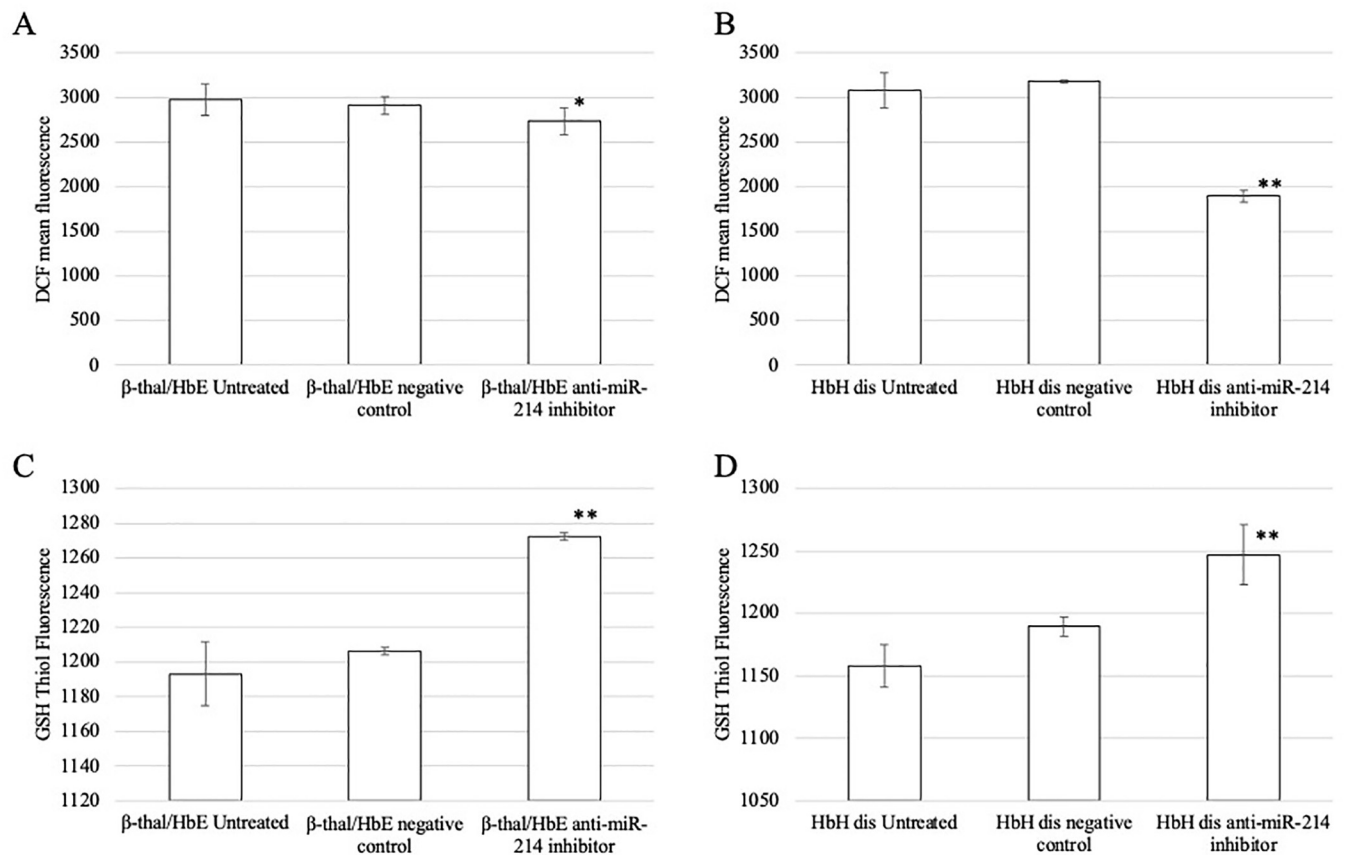 A
3500
3000
2500
2000
1500
1000
500
0
DCF mean fluorescence
*
β-thal/HbE Untreated
β-thal/HbE negative
control
β-thal/HbE anti-miR-
214 inhibitor
B
3500
3000
2500
2000
1500
1000
500
0
DCF mean fluorescence
**
HbH dis Untreated
HbH dis negative
control
HbH dis anti-miR-214
inhibitor
C
1300
1280
1260
1240
1220
1200
1180
1160
1140
1120
GSH Thiol Fluorescence
**
β-thal/HbE Untreated
β-thal/HbE negative
control
β-thal/HbE anti-miR-
214 inhibitor
D
1300
1250
1200
1150
1100
1050
GSH Thiol Fluorescence
**
HbH dis Untreated
HbH dis negative
control
HbH dis anti-miR-214
inhibitor